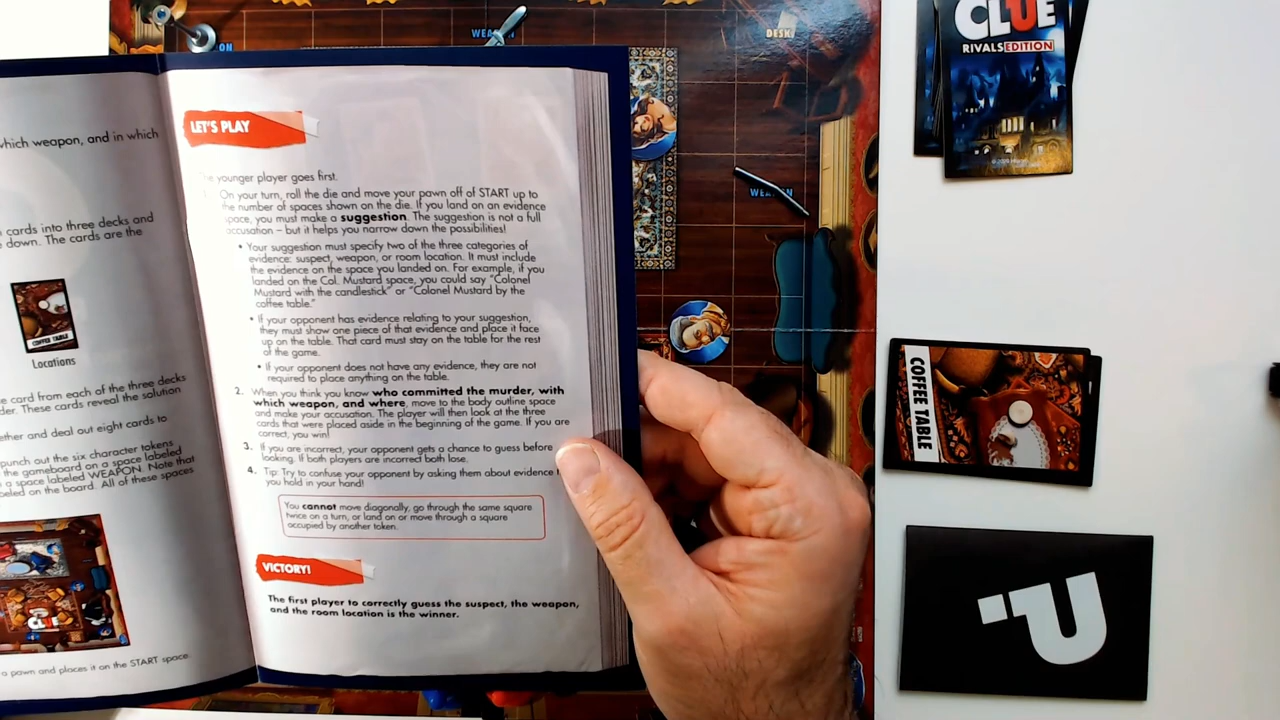 which weapon, and in which
cards into three decks and
down. The cards are the
COFFEE TABLE
Locations
card from each of the three decks
These cards reveal the solution
and deal out eight cards to
punch out the six character tokens
the gameboard on a space labeled
a space labeled WEAPON. Note that
on the board. All of these spaces
CLUE
a pawn and places it on the START space.
LET'S PLAY
younger player goes first.
On your turn, roll the die and move your pawn off of START up to
the number of spaces shown on the die. If you land on an evidence
space, you must make a suggestion. The suggestion is not a full
accusation – but it helps you narrow down the possibilities!
• Your suggestion must specify two of the three categories of
evidence: suspect, weapon, or room location. It must include
the evidence on the space you landed on. For example, if you
landed on the Col. Mustard space, you could say "Colonel
Mustard with the candlestick" or "Colonel Mustard by the
coffee table."
• If your opponent has evidence relating to your suggestion,
they must show one piece of that evidence and place it face
up on the table. That card must stay on the table for the rest
of the game.
• If your opponent does not have any evidence, they are not
required to place anything on the table.
2. When you think you know who committed the murder, with
which weapon, and where, move to the body outline space
and make your accusation. The player will then look at the three
cards that were placed aside in the beginning of the game. If you are
correct, you win!
3. If you are incorrect, your opponent gets a chance to guess before
looking. If both players are incorrect both lose.
4. Tip: Try to confuse your opponent by asking them about evidence
you hold in your hand!
You cannot move diagonally, go through the same square
twice on a turn, or land on or move through a square
occupied by another token.
VICTORY!
The first player to correctly guess the suspect, the weapon,
and the room location is the winner.
DESK
WEAPON
CLUE
RIVALS EDITION
COFFEE TABLE
?